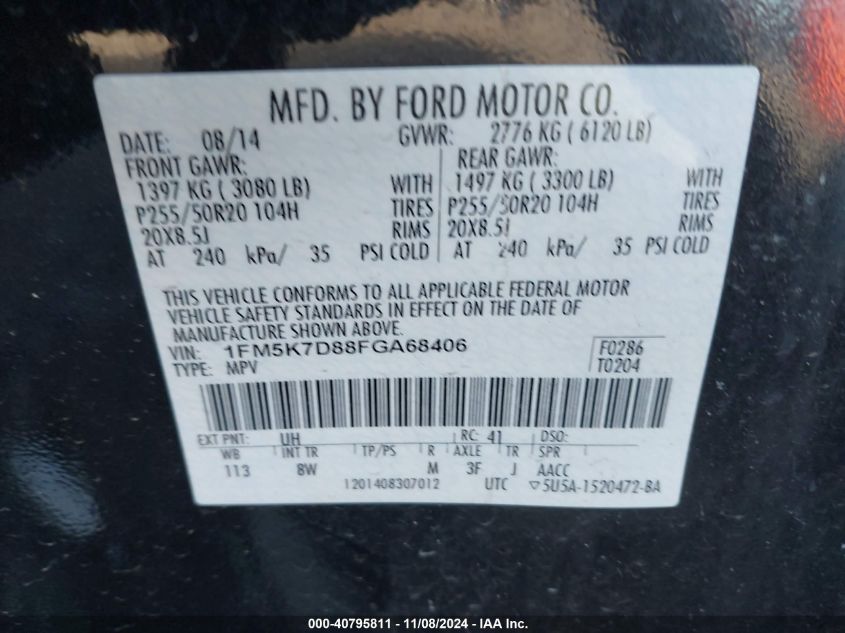 MFD. BY FORD MOTOR CO.
DATE: 08/14 GVWR: 2776 KG ( 6120 LB)
FRONT GAWR: REAR GAWR:
1397 KG ( 3080 LB) WITH 1497 KG ( 3300 LB) WITH
P255/50R20 104H TIRES P255/50R20 104H TIRES
20X8.5J RIMS 20X8.5J RIMS
AT 240 kPa/ 35 PSI COLD AT 240 kPa/ 35 PSI COLD
THIS VEHICLE CONFORMS TO ALL APPLICABLE FEDERAL MOTOR
VEHICLE SAFETY STANDARDS IN EFFECT ON THE DATE OF
MANUFACTURE SHOWN ABOVE.
VIN: 1FM5K7D88FGA68406 F0286
TYPE: MPV T0204
EXT PNT: UH RC: 41 DSO:
WB INT TR TP/PS R AXLE TR SPR
113 8W M 3F J AACC
1201408307012 UTC ▽5U5A-1520472-BA
000-40795811 - 11/08/2024 - IAA Inc.